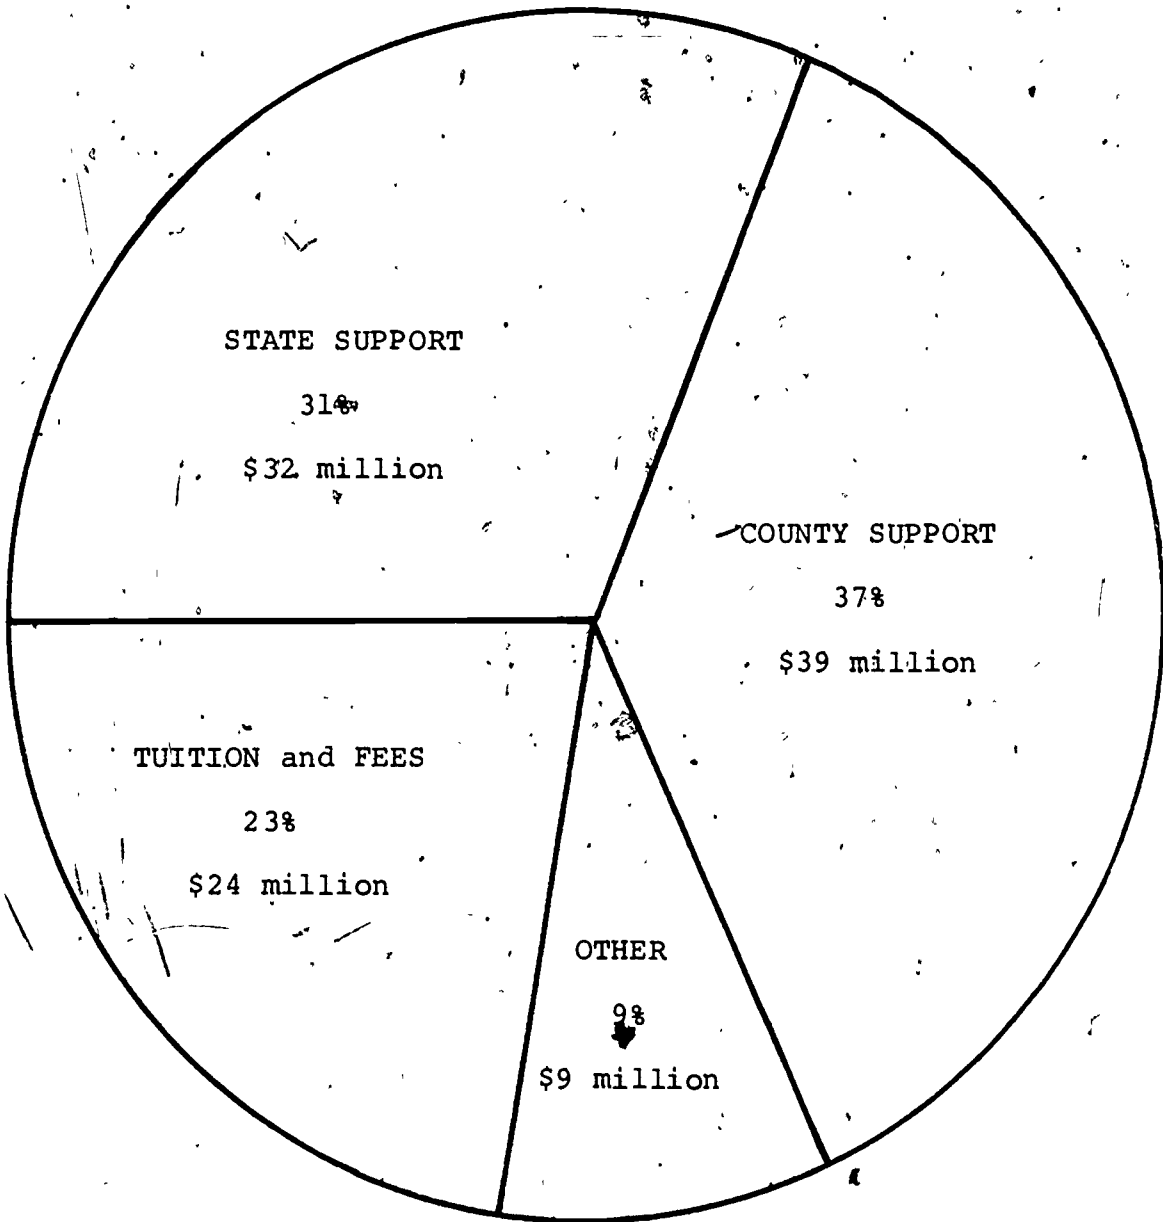 STATE SUPPORT
31%
$32 million
COUNTY SUPPORT
37%
$39 million
TUITION and FEES
23%
$24 million
OTHER
9%
$9 million